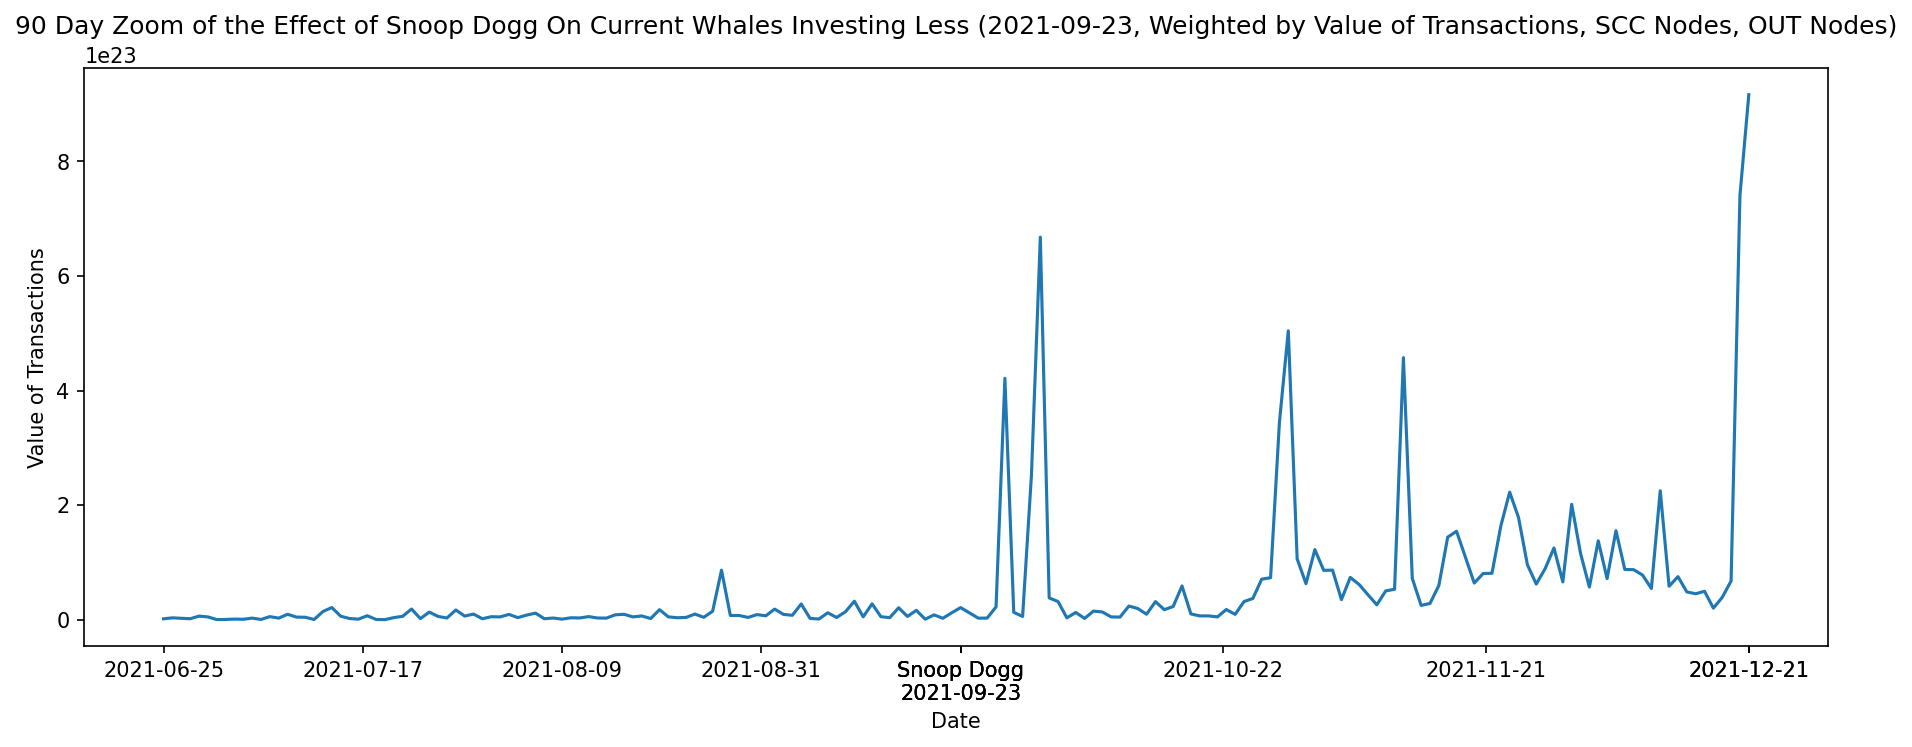 90 Day Zoom of the Effect of Snoop Dogg On Current Whales Investing Less (2021-09-23, Weighted by Value of Transactions, SCC Nodes, OUT Nodes)
1e23
8
6
4
2
0
Value of Transactions
2021-06-25 2021-07-17 2021-08-09 2021-08-31 Snoop Dogg 2021-10-22 2021-11-21 2021-12-21
2021-09-23
Date